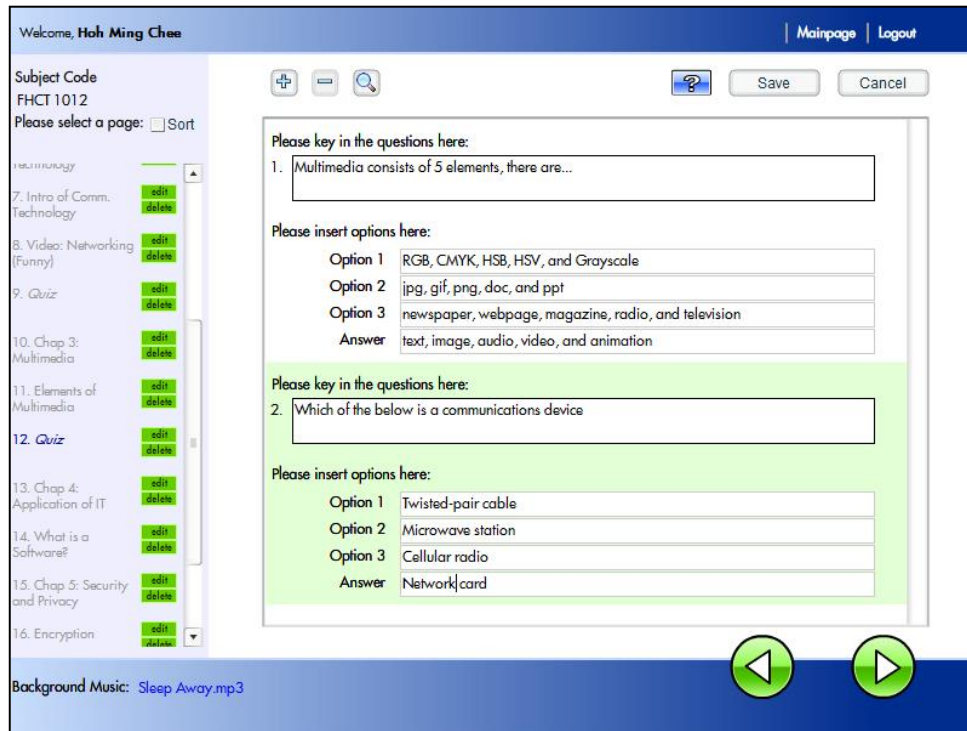 Welcome, Hoh Ming Chee
Mainpage
Logout
Subject Code
FHCT 1012
Please select a page:
Sort
?
Save
Cancel
Technology
7. Intro of Comm.
Technology
edit
delete
8. Video: Networking
(Funny)
edit
delete
9. Quiz
edit
delete
10. Chap 3:
Multimedia
edit
delete
11. Elements of
Multimedia
edit
delete
12. Quiz
edit
delete
13. Chap 4:
Application of IT
edit
delete
14. What is a
Software?
edit
delete
15. Chap 5: Security
and Privacy
edit
delete
16. Encryption
edit
delete
Please key in the questions here:
1. Multimedia consists of 5 elements, there are...
Please insert options here:
Option 1 RGB, CMYK, HSB, HSV, and Grayscale
Option 2 jpg, gif, png, doc, and ppt
Option 3 newspaper, webpage, magazine, radio, and television
Answer text, image, audio, video, and animation
Please key in the questions here:
2. Which of the below is a communications device
Please insert options here:
Option 1 Twisted-pair cable
Option 2 Microwave station
Option 3 Cellular radio
Answer Network card
Background Music: Sleep Away.mp3